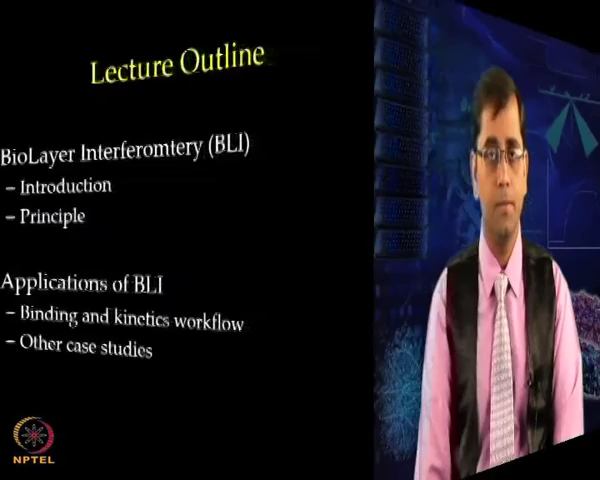 Lecture Outline
BioLayer Interferomtery (BLI)
– Introduction
– Principle
Applications of BLI
– Binding and kinetics workflow
– Other case studies
NPTEL